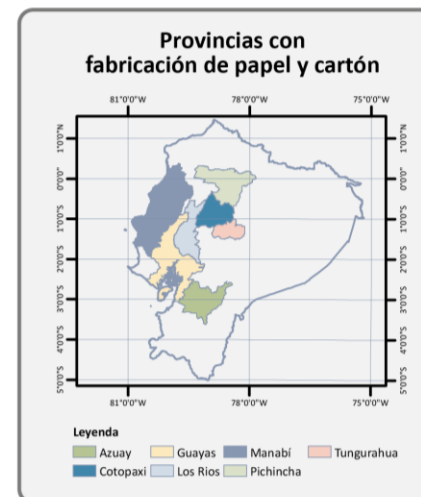 Provincias con
fabricación de papel y cartón
81°0'0"W 78°0'0"W 75°0'0"W
1°0'0"N 1°0'0"N
0°0'0" 0°0'0"
1°0'0"S 1°0'0"S
2°0'0"S 2°0'0"S
3°0'0"S 3°0'0"S
4°0'0"S 4°0'0"S
5°0'0"S 5°0'0"S
81°0'0"W 78°0'0"W 75°0'0"W
Leyenda
Azuay Guayas Manabí Tungurahua
Cotopaxi Los Rios Pichincha